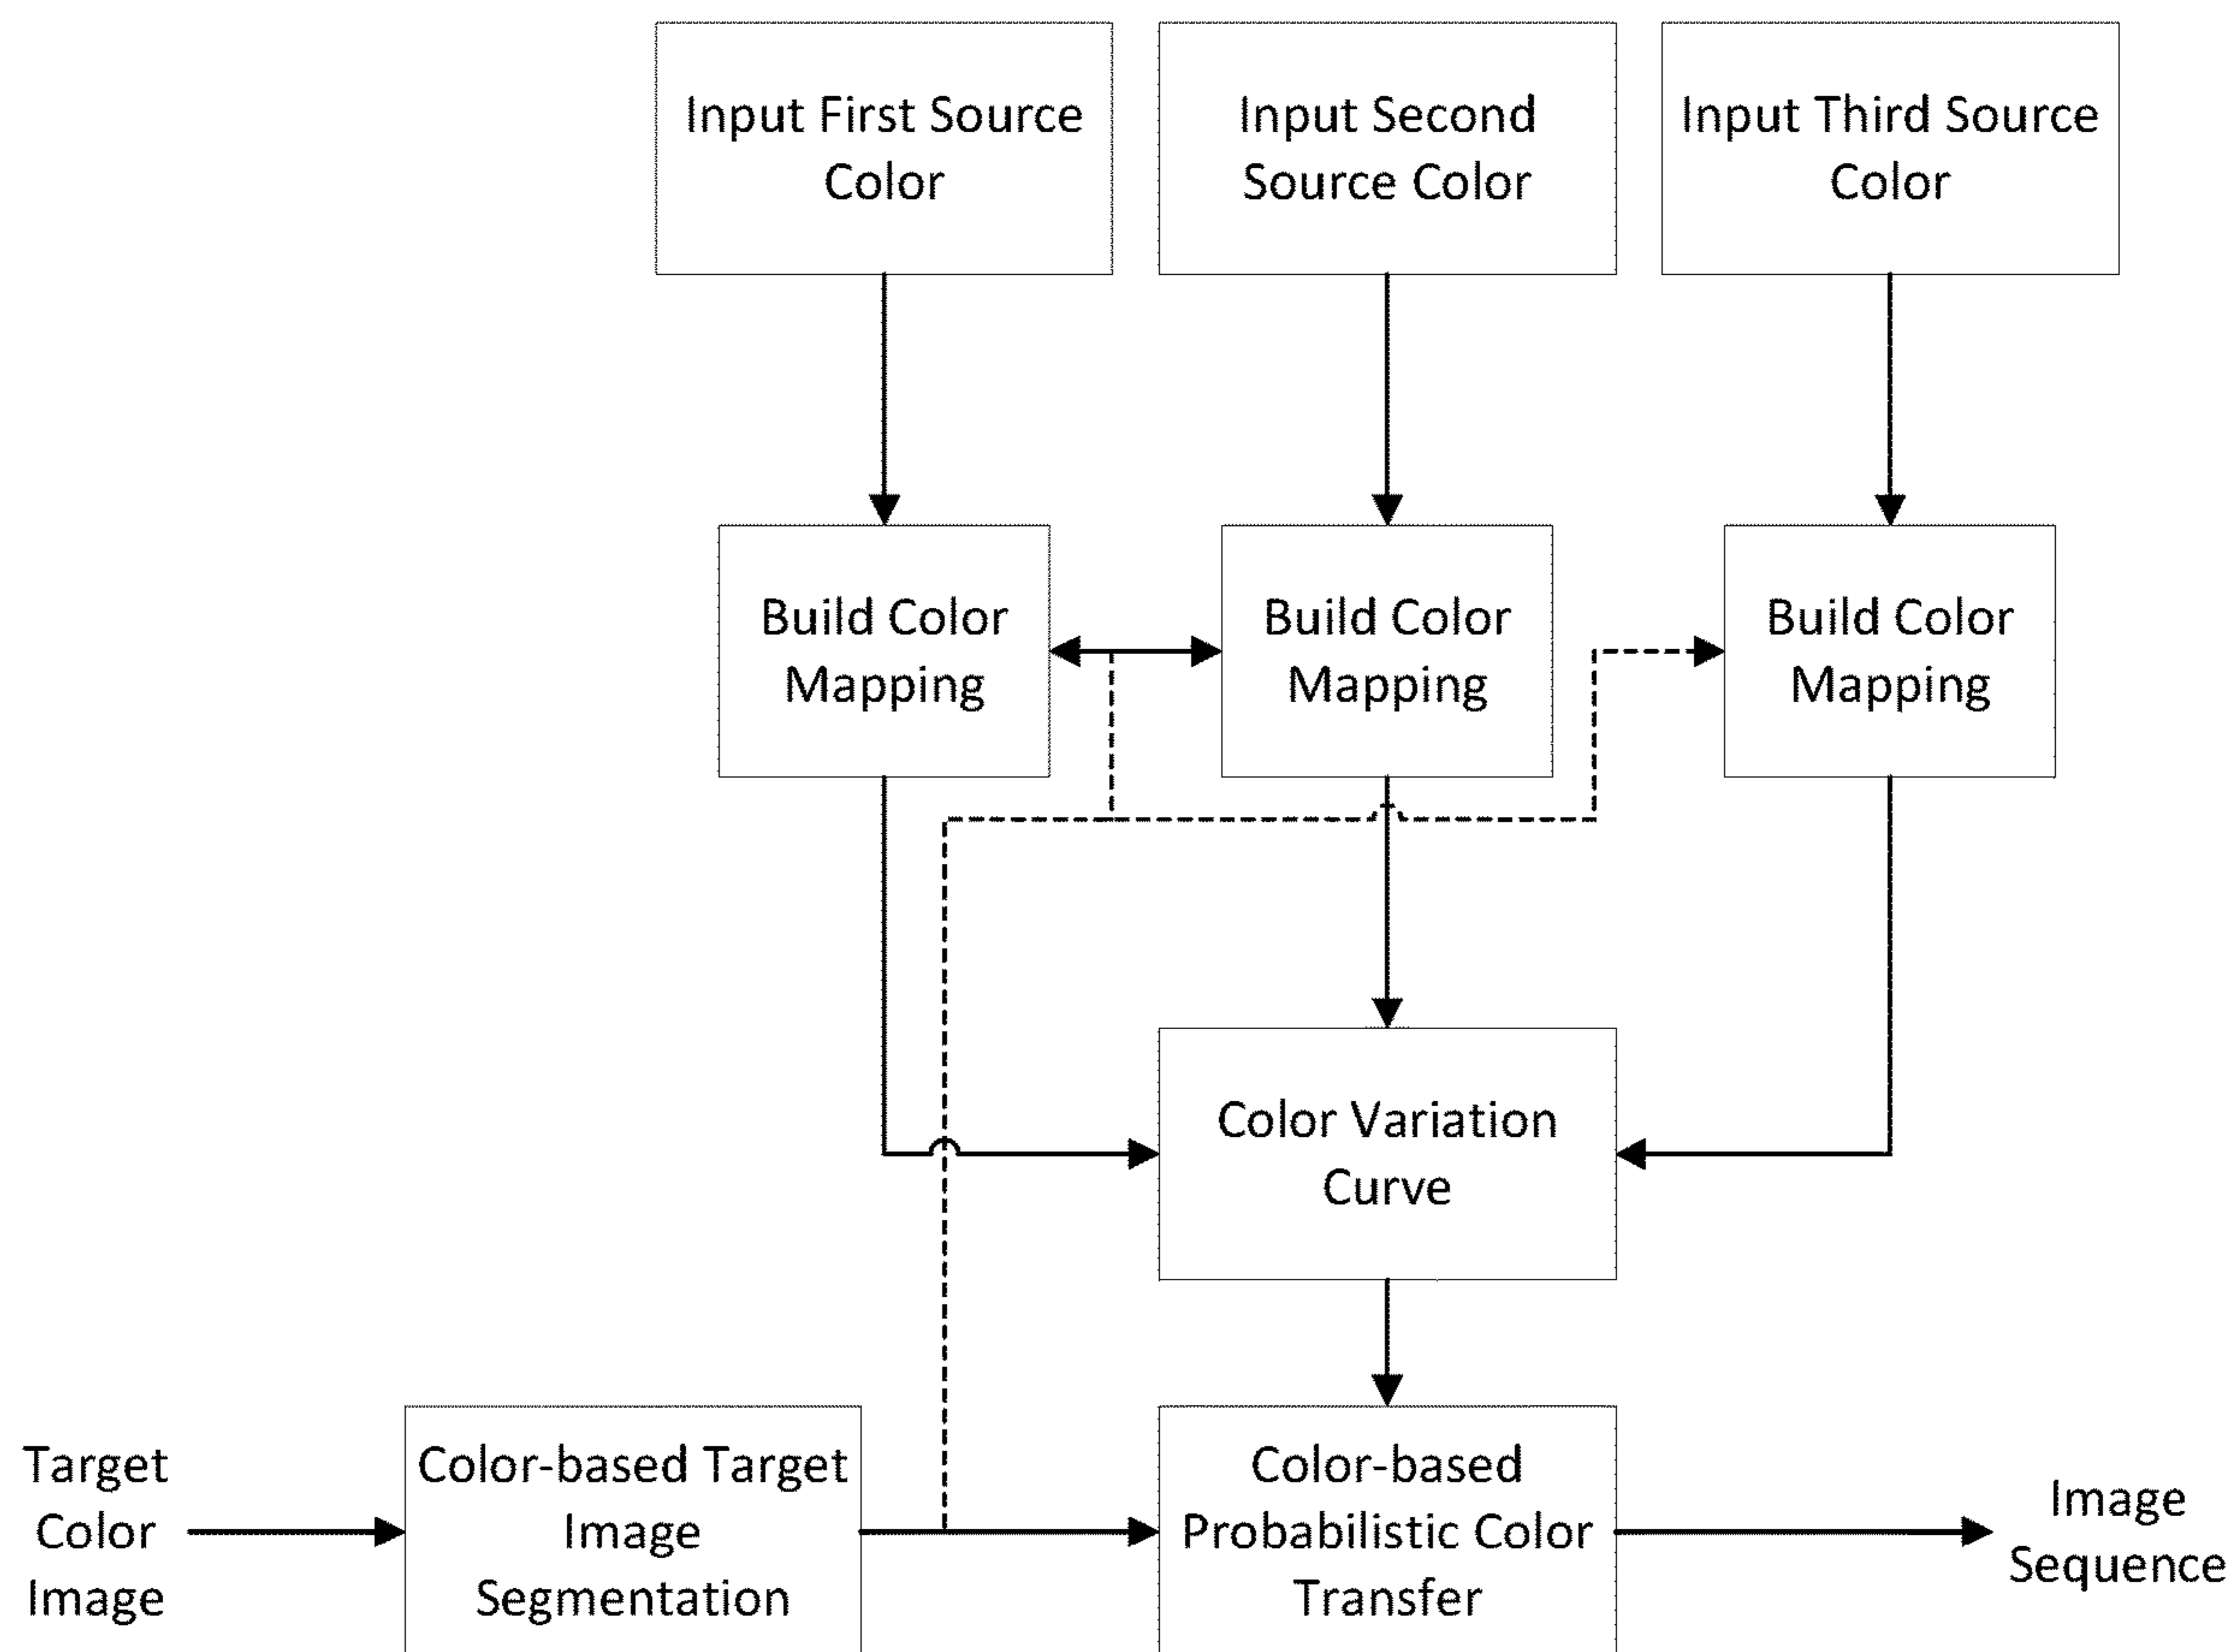 Input First Source
Color
Input Second
Source Color
Input Third Source
Color
Build Color
Mapping
Build Color
Mapping
Build Color
Mapping
Color Variation
Curve
Target
Color
Image
Color-based Target
Image
Segmentation
Color-based
Probabilistic Color
Transfer
Image
Sequence